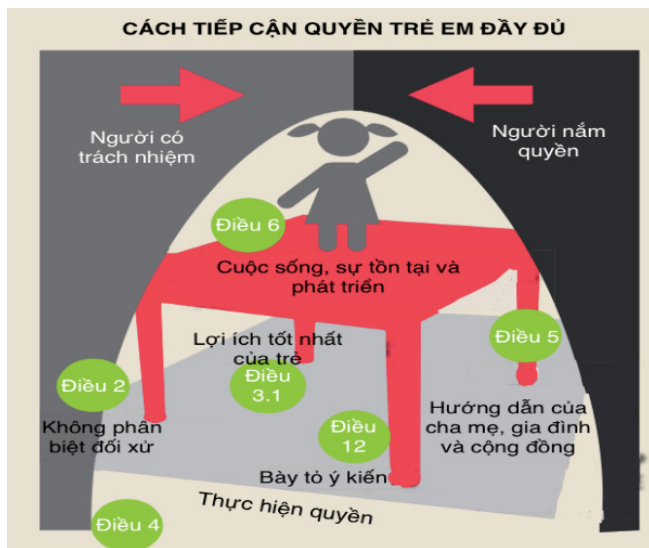 CÁCH TIẾP CẬN QUYỀN TRẺ EM ĐẦY ĐỦ
Người có
trách nhiệm
Người nắm
quyền
Điều 6
Cuộc sống, sự tồn tại và
phát triển
Lợi ích tốt nhất
của trẻ
Điều
3.1
Điều 5
Hướng dẫn của
cha mẹ, gia đình
và cộng đồng
Điều 2
Không phân
biệt đối xử
Điều
12
Bày tỏ ý kiến
Thực hiện quyền
Điều 4